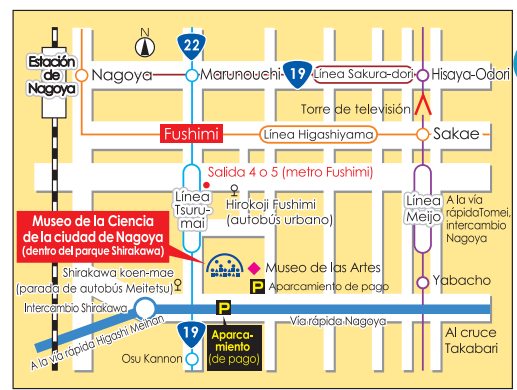 N
22
Estación
de
Nagoya
Nagoya
Marunouchi
19
Línea Sakura-dori
Hisaya-Odori
Torre de televisión
Fushimi
Línea Higashiyama
Sakae
Salida 4 o 5 (metro Fushimi)
Línea
Tsuru-
mai
Hirokoji Fushimi
(autobús urbano)
Línea
Meijo
A la vía
rápidaTomei,
intercambio
Nagoya
Museo de la Ciencia
de la ciudad de Nagoya
(dentro del parque Shirakawa)
Museo de las Artes
Shirakawa koen-mae
(parada de autobús Meitetsu)
P Aparcamiento de pago
Yabacho
Intercambio Shirakawa
P
Vía rápida Nagoya
A la vía rápida Higashi Meihan
19
Aparca-
miento
(de pago)
Al cruce
Takabari
Osu Kannon